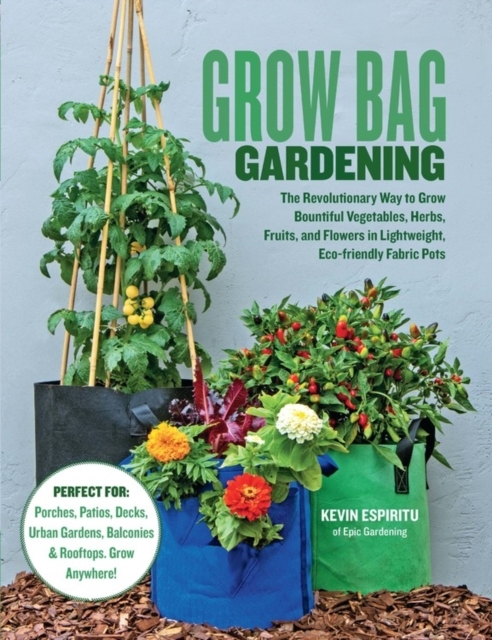 GROW BAG
GARDENING
The Revolutionary Way to Grow
Bountiful Vegetables, Herbs,
Fruits, and Flowers in Lightweight,
Eco-friendly Fabric Pots
PERFECT FOR:
Porches, Patios, Decks,
Urban Gardens, Balconies
& Rooftops. Grow
Anywhere!
KEVIN ESPIRITU
of Epic Gardening